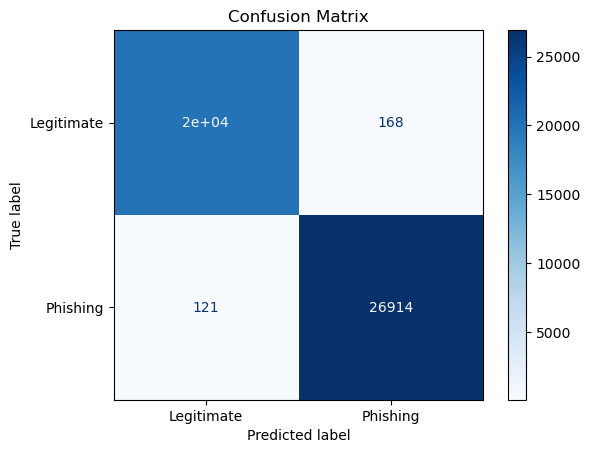 Confusion Matrix
Legitimate
2e+04
168
Phishing
121
26914
Legitimate
Phishing
Predicted label
True label
25000
20000
15000
10000
5000